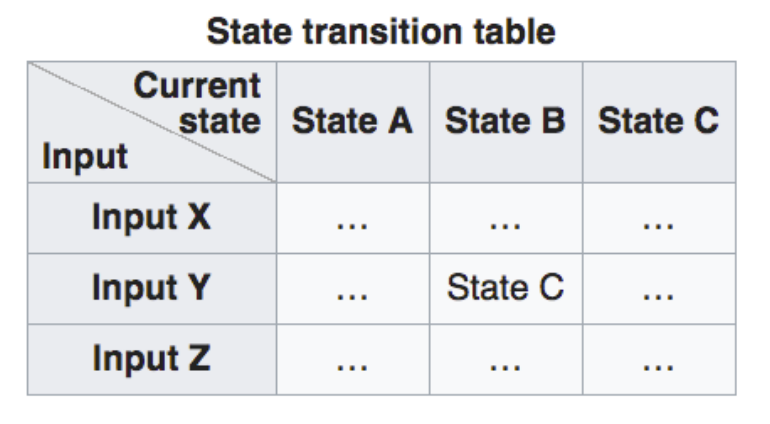 State transition table
Current
state
Input
State A State B State C
Input X ... ... ...
Input Y ... State C ...
Input Z ... ... ...